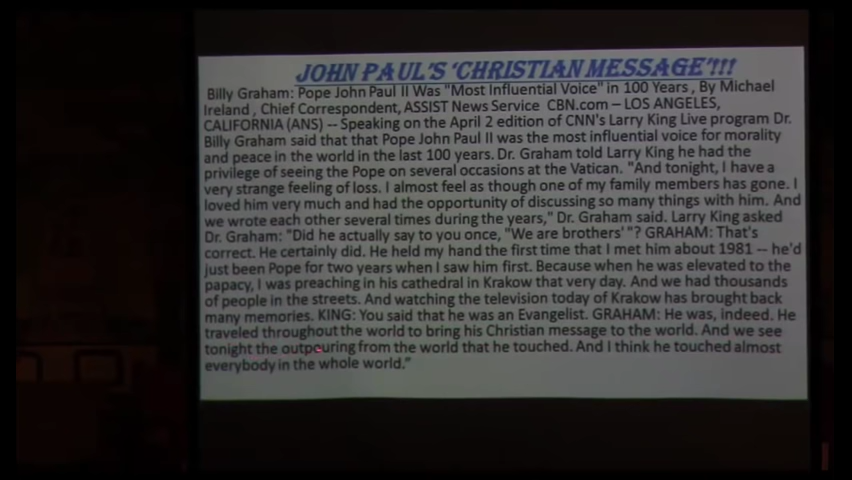 JOHN PAUL'S 'CHRISTIAN MESSAGE'!!!
Billy Graham: Pope John Paul II Was "Most Influential Voice" in 100 Years , By Michael
Ireland , Chief Correspondent, ASSIST News Service CBN.com – LOS ANGELES,
CALIFORNIA (ANS) -- Speaking on the April 2 edition of CNN's Larry King Live program Dr.
Billy Graham said that that Pope John Paul II was the most influential voice for morality
and peace in the world in the last 100 years. Dr. Graham told Larry King he had the
privilege of seeing the Pope on several occasions at the Vatican. "And tonight, I have a
very strange feeling of loss. I almost feel as though one of my family members has gone. I
loved him very much and had the opportunity of discussing so many things with him. And
we wrote each other several times during the years," Dr. Graham said. Larry King asked
Dr. Graham: "Did he actually say to you once, "We are brothers' "? GRAHAM: That's
correct. He certainly did. He held my hand the first time that I met him about 1981 -- he'd
just been Pope for two years when I saw him first. Because when he was elevated to the
papacy, I was preaching in his cathedral in Krakow that very day. And we had thousands
of people in the streets. And watching the television today of Krakow has brought back
many memories. KING: You said that he was an Evangelist. GRAHAM: He was, indeed. He
traveled throughout the world to bring his Christian message to the world. And we see
tonight the outpouring from the world that he touched. And I think he touched almost
everybody in the whole world."